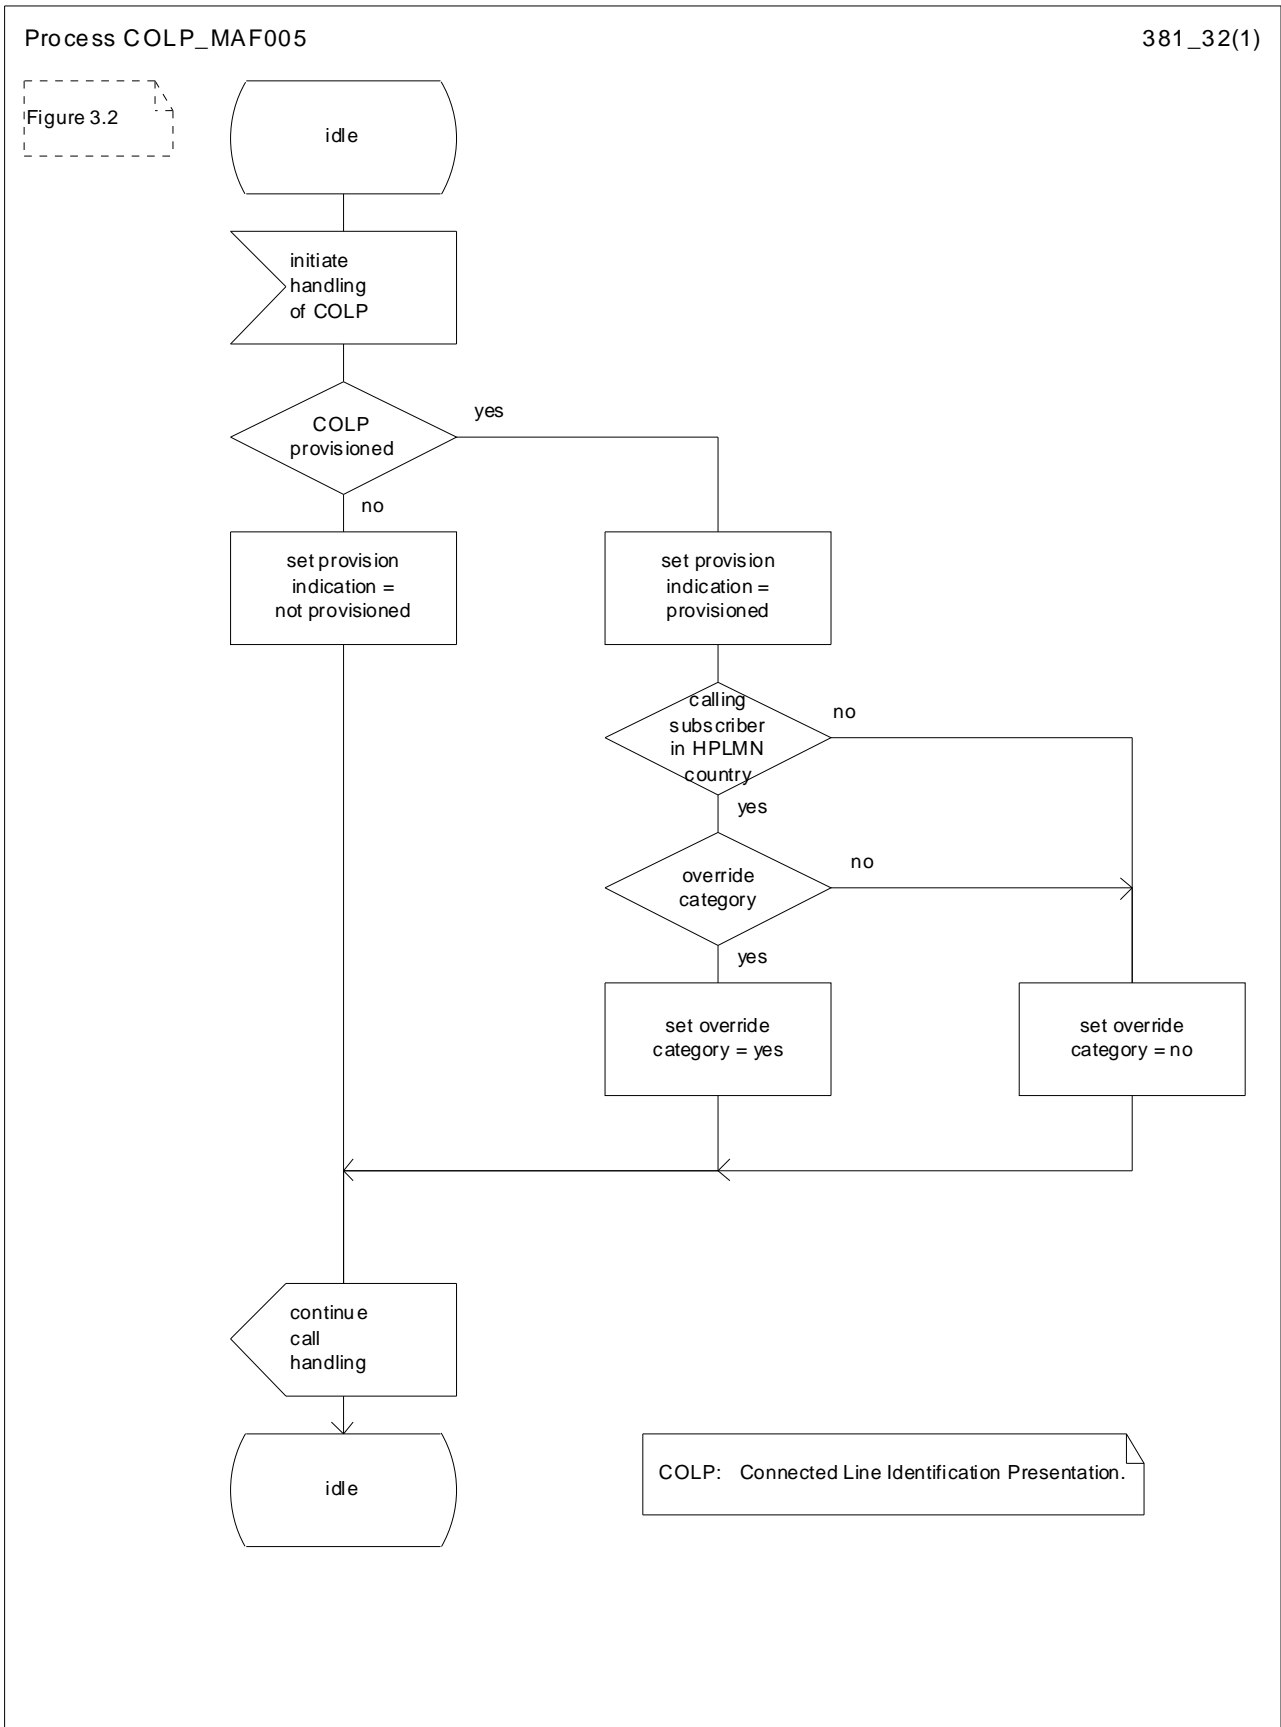 Process COLP_MAF005
381_32(1)
Figure 3.2
idle
initiate
handling
of COLP
COLP
provisioned
yes
no
set provision
indication =
not provisioned
set provision
indication =
provisioned
calling
subscriber
in HPLMN
country
no
yes
override
category
no
yes
set override
category = yes
set override
category = no
continue
call
handling
idle
COLP: Connected Line Identification Presentation.